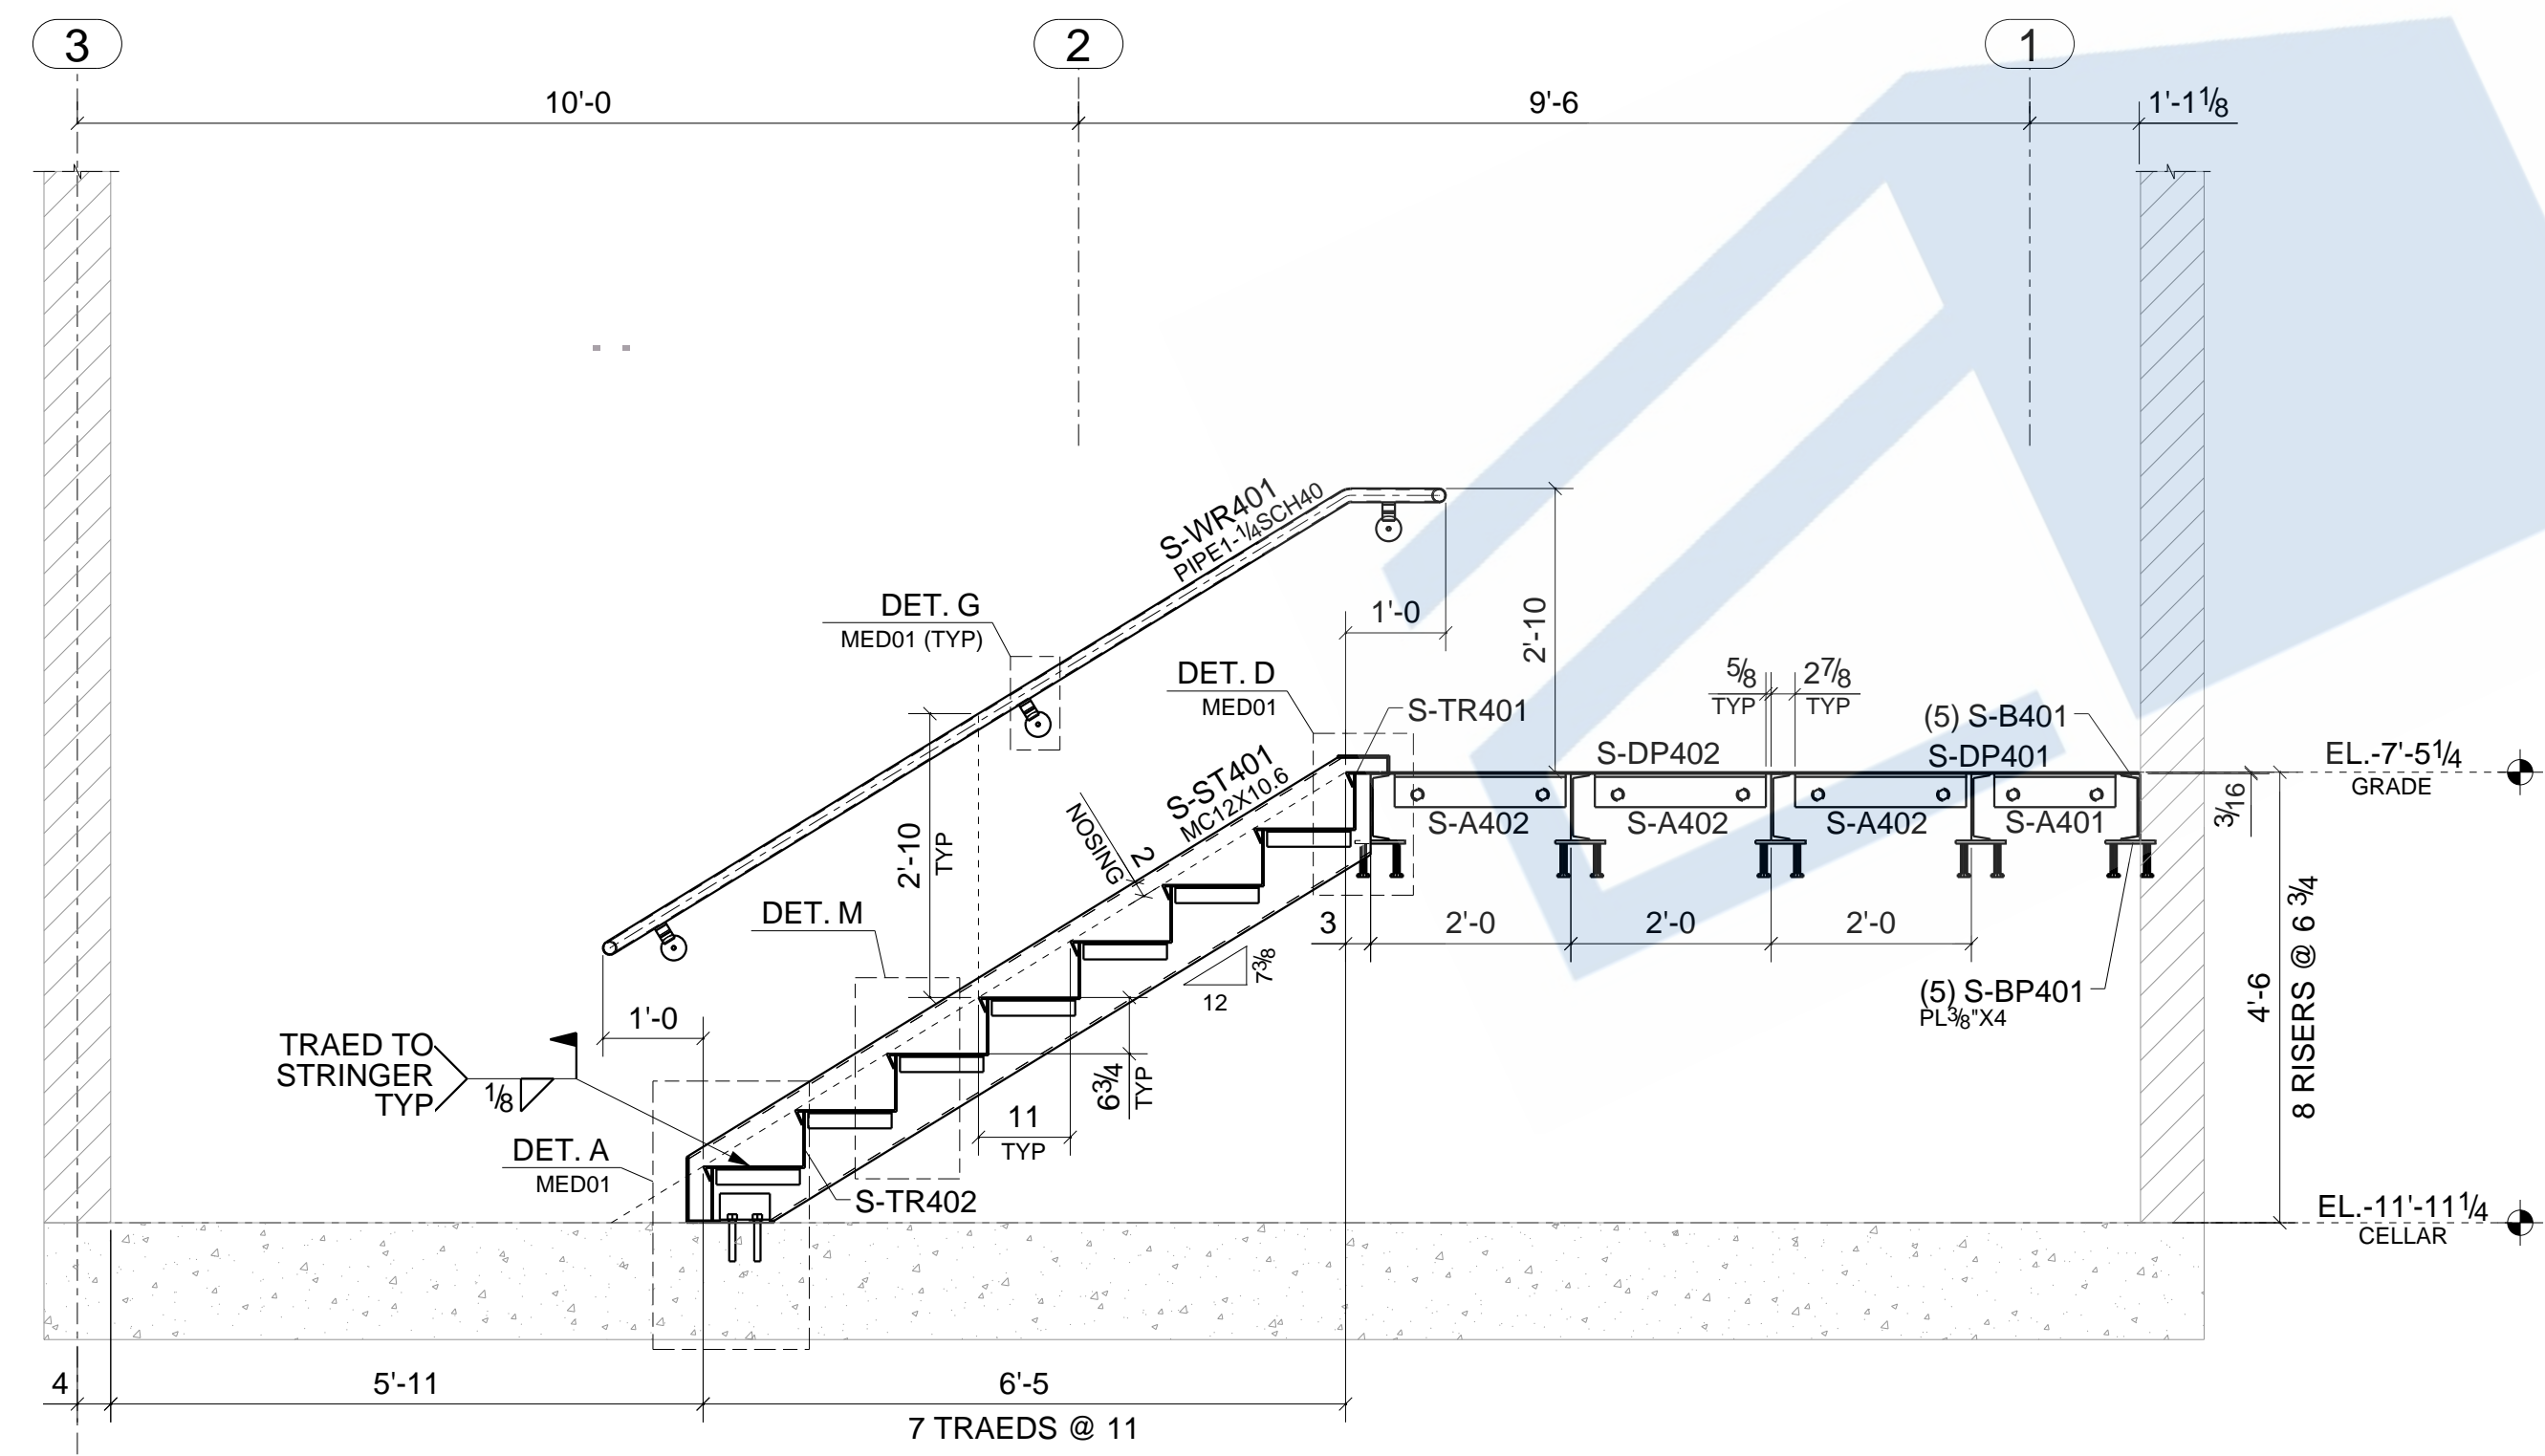 3
2
1
10'-0
9'-6
1'-1 1/8
S-WR401
PIPE1-1/4SCH40
DET. G
MED01 (TYP)
1'-0
2'-10
DET. D
MED01
S-TR401
5/8
TYP
2 7/8
TYP
(5) S-B401
S-DP402
S-DP401
EL.-7'-5 1/4
GRADE
3/16
S-ST401
MC12X10.6
2
NOSING
2'-10
TYP
S-A402
S-A402
S-A402
S-A401
DET. M
3
2'-0
2'-0
2'-0
12
7 3/8
(5) S-BP401
PL3/8"X4
4'-6
8 RISERS @ 6 3/4
1'-0
TRAED TO
STRINGER
TYP
1/8
6 3/4
TYP
11
TYP
DET. A
MED01
S-TR402
EL.-11'-11 1/4
CELLAR
4
5'-11
6'-5
7 TRAEDS @ 11